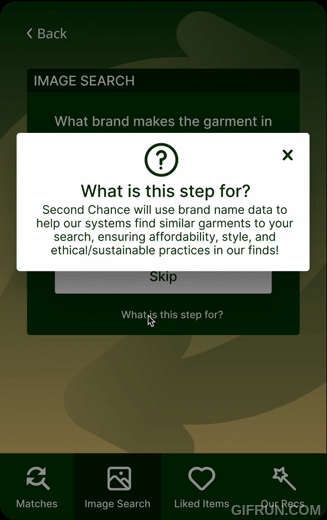 Back
IMAGE SEARCH
What brand makes the garment in
?
What is this step for?
Second Chance will use brand name data to
help our systems find similar garments to your
search, ensuring affordability, style, and
ethical/sustainable practices in our finds!
Skip
What is this step for?
Matches
Image Search
Liked Items
Our Recs
GIFRUN.COM